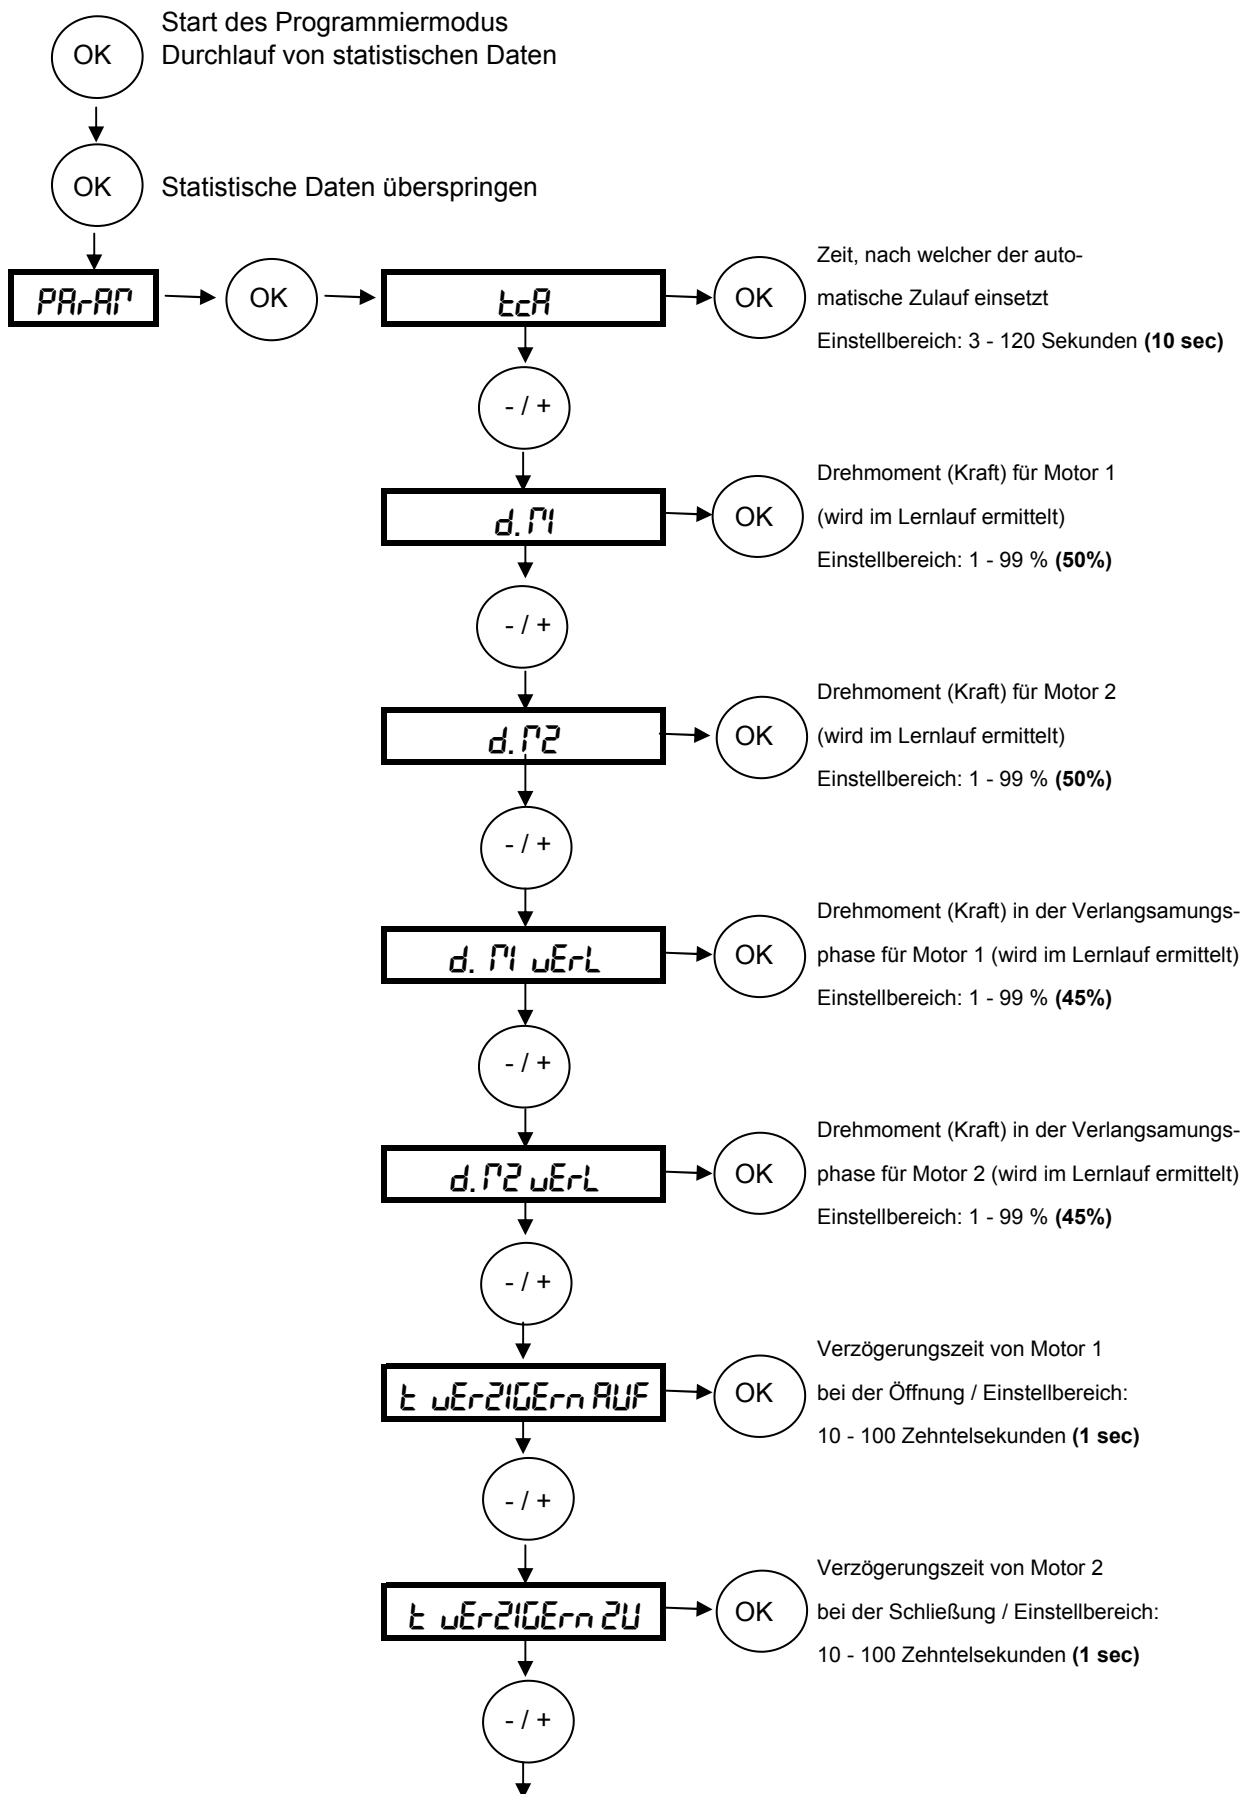 OK
Start des Programmiermodus
Durchlauf von statistischen Daten
OK
Statistische Daten überspringen
PArAM
OK
tcA
OK
Zeit, nach welcher der auto-
matische Zulauf einsetzt
Einstellbereich: 3 - 120 Sekunden (10 sec)
- / +
d.M1
OK
Drehmoment (Kraft) für Motor 1
(wird im Lernlauf ermittelt)
Einstellbereich: 1 - 99 % (50%)
- / +
d.M2
OK
Drehmoment (Kraft) für Motor 2
(wird im Lernlauf ermittelt)
Einstellbereich: 1 - 99 % (50%)
- / +
d. M1 vErL
OK
Drehmoment (Kraft) in der Verlangsamungs-
phase für Motor 1 (wird im Lernlauf ermittelt)
Einstellbereich: 1 - 99 % (45%)
- / +
d.M2 vErL
OK
Drehmoment (Kraft) in der Verlangsamungs-
phase für Motor 2 (wird im Lernlauf ermittelt)
Einstellbereich: 1 - 99 % (45%)
- / +
t vErZIGErn AUF
OK
Verzögerungszeit von Motor 1
bei der Öffnung / Einstellbereich:
10 - 100 Zehntelsekunden (1 sec)
- / +
t vErZIGErn ZU
OK
Verzögerungszeit von Motor 2
bei der Schließung / Einstellbereich:
10 - 100 Zehntelsekunden (1 sec)
- / +